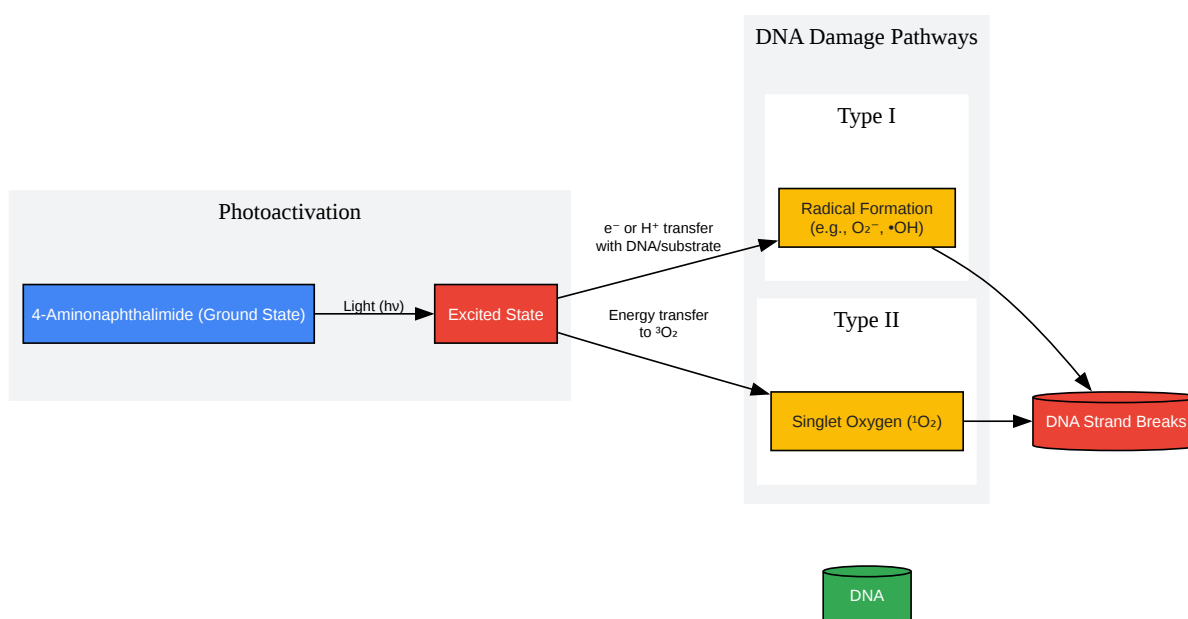 DNA Damage Pathways
Type I
Photoactivation
Radical Formation
(e.g., O₂⁻, •OH)
e⁻ or H⁺ transfer
with DNA/substrate
4-Aminonaphthalimide (Ground State)
Light (hν)
Excited State
Energy transfer
to ³O₂
Type II
Singlet Oxygen (¹O₂)
DNA Strand Breaks
DNA